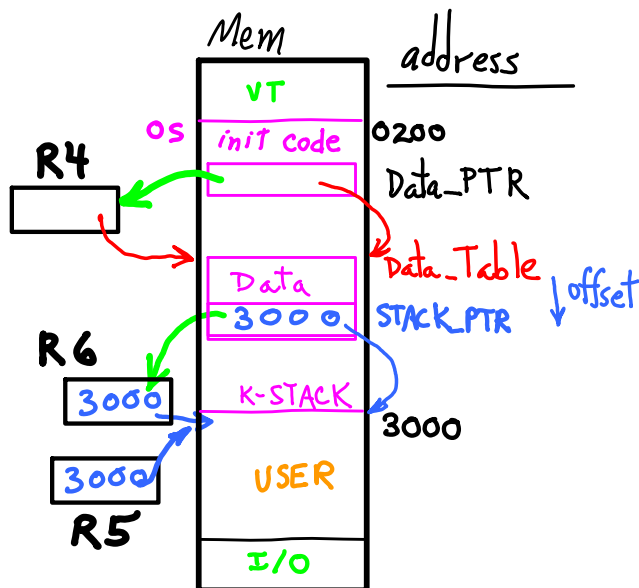 Mem
address
VT
OS
init code
0200
R4
Data_PTR
Data_Table
Data
offset
3000
STACK_PTR
R6
3000
K-STACK
3000
3000
USER
R5
I/O